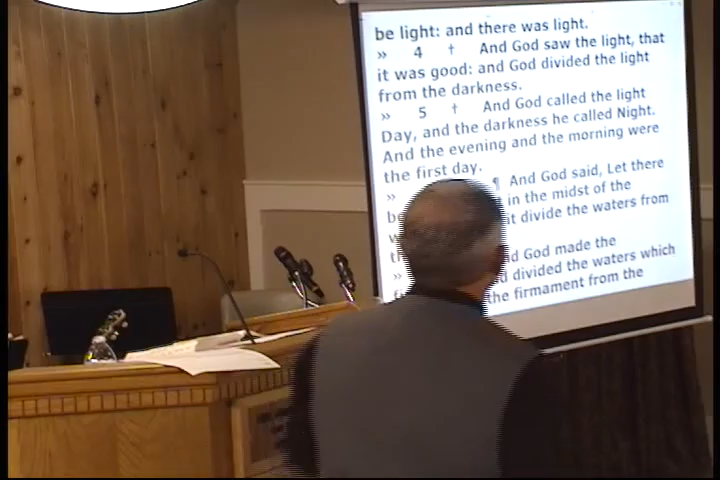 be light: and there was light.
» 4 † And God saw the light, that
it was good: and God divided the light
from the darkness.
» 5 † And God called the light
Day, and the darkness he called Night.
And the evening and the morning were
the first day.
» ¶ And God said, Let there
in the midst of the
it divide the waters from
» God made the
divided the waters which
the firmament from the